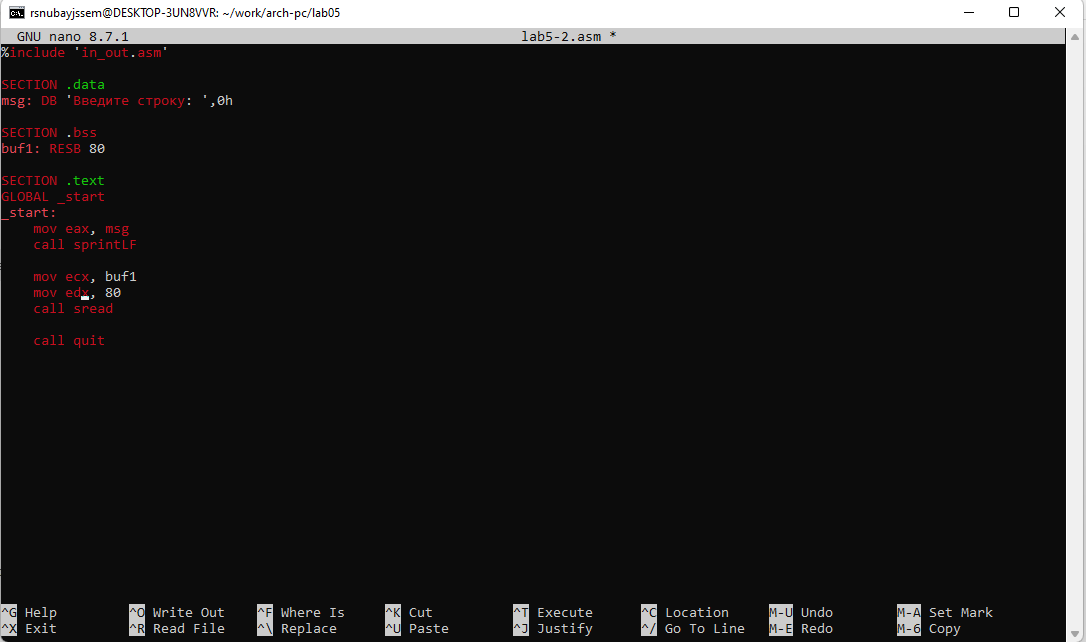 rsnubayjssem@DESKTOP-3UN8VVR: ~/work/arch-pc/lab05
GNU nano 8.7.1 lab5-2.asm *
%include 'in_out.asm'
SECTION .data
msg: DB 'Введите строку: ',0h
SECTION .bss
buf1: RESB 80
SECTION .text
GLOBAL _start
_start:
mov eax, msg
call sprintLF
mov ecx, buf1
mov edx, 80
call sread
call quit
^G Help ^O Write Out ^F Where Is ^K Cut ^T Execute ^C Location M-U Undo M-A Set Mark
^X Exit ^R Read File ^\ Replace ^U Paste ^J Justify ^/ Go To Line M-E Redo M-6 Copy